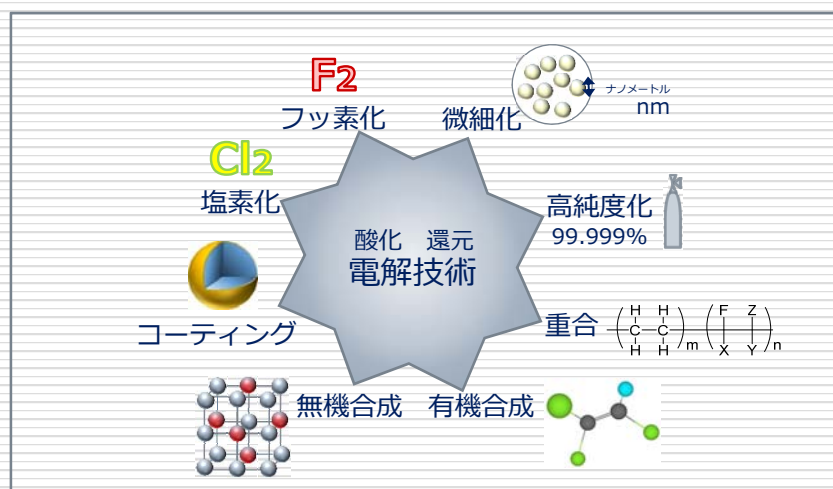 F2
フッ素化
微細化
ナノメートル
nm
Cl2
塩素化
高純度化
99.999%
酸化 還元
電解技術
コーティング
重合
H H F Z
C C
H H m X Y n
無機合成
有機合成